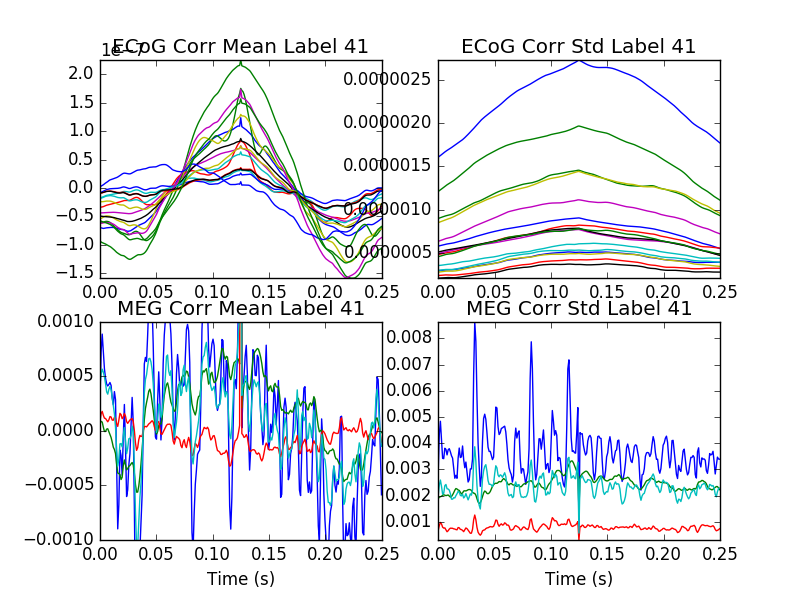 ECoG Corr Mean Label 41
1e−7
2.0
1.5
1.0
0.5
0.0
−0.5
−1.0
−1.5
0.00 0.05 0.10 0.15 0.20 0.25
ECoG Corr Std Label 41
0.0000025
0.0000020
0.0000015
0.0000010
0.0000005
0.00 0.05 0.10 0.15 0.20 0.25
MEG Corr Mean Label 41
0.0010
0.0005
0.0000
−0.0005
−0.0010
0.00 0.05 0.10 0.15 0.20 0.25
Time (s)
MEG Corr Std Label 41
0.008
0.007
0.006
0.005
0.004
0.003
0.002
0.001
0.00 0.05 0.10 0.15 0.20 0.25
Time (s)